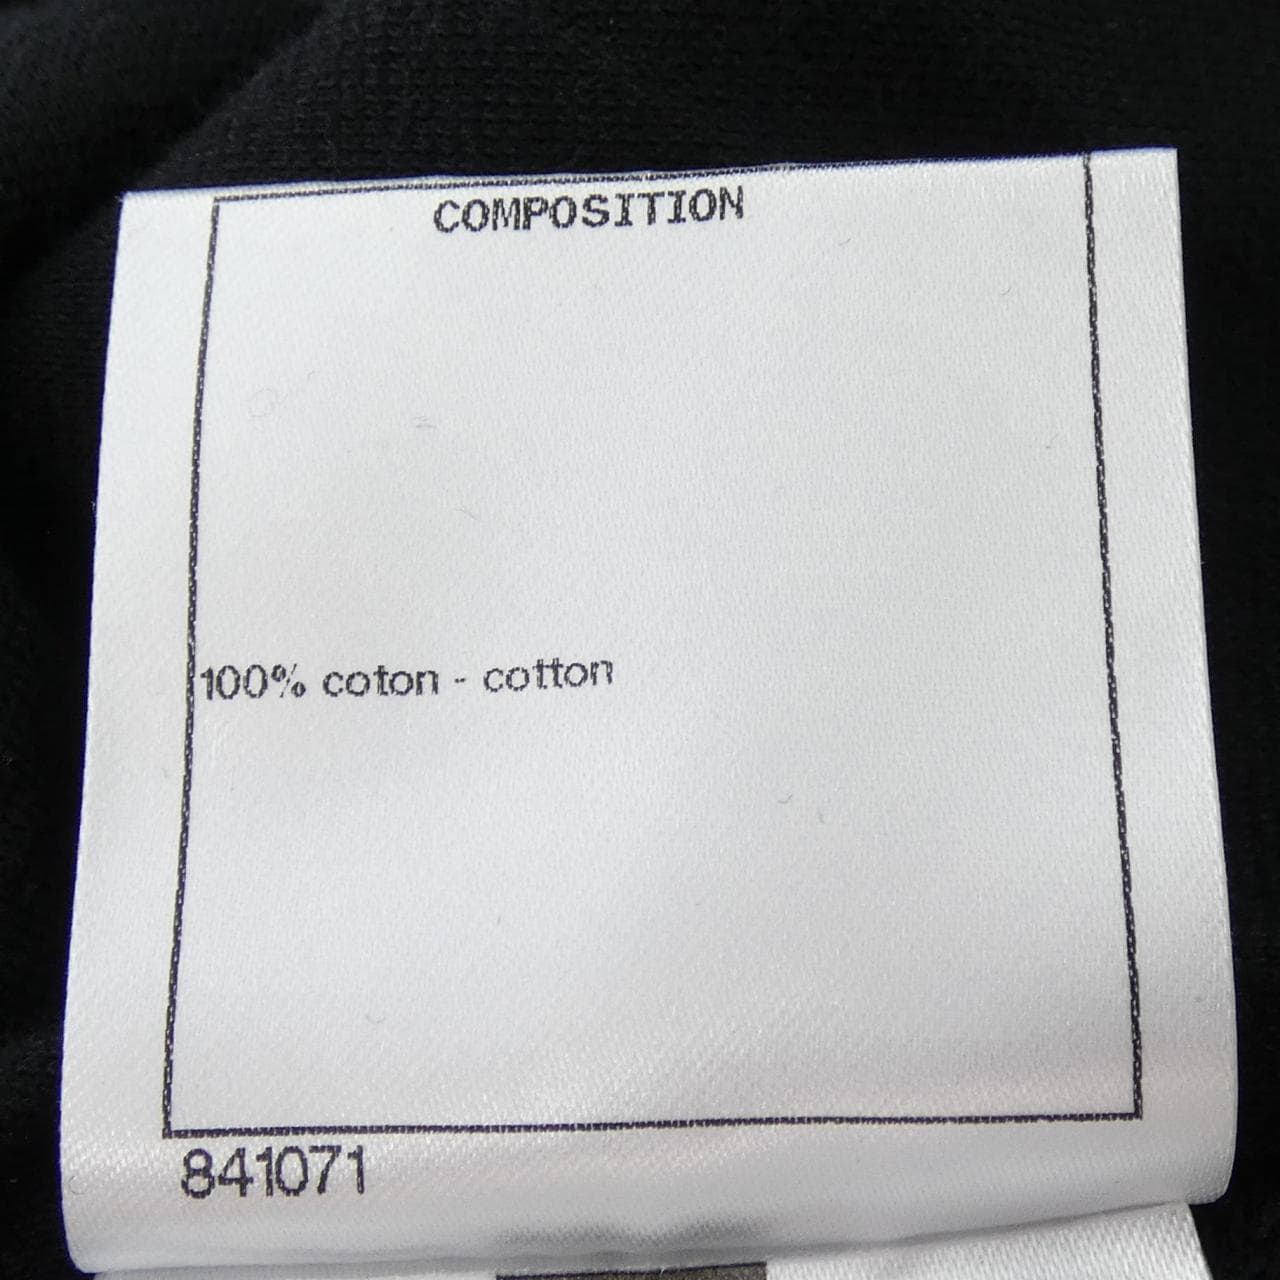 COMPOSITION
100% coton - cotton
841071